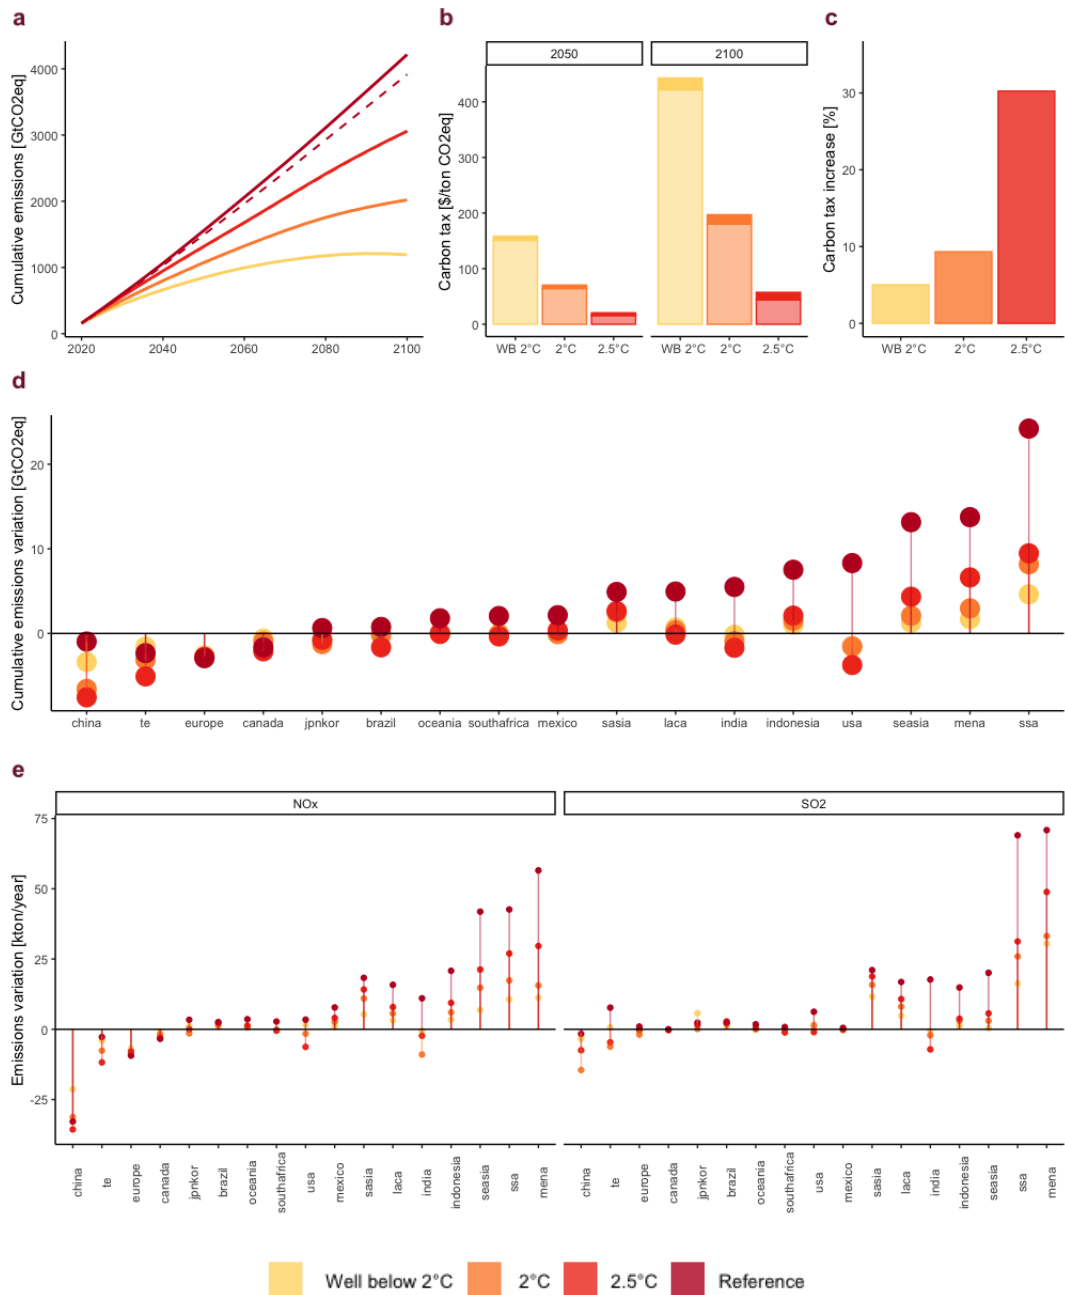 a
Cumulative emissions [GtCO2eq]
4000
3000
2000
1000
0
2020
2040
2060
2080
2100
b
2050
2100
Carbon tax [$/ton CO2eq]
400
300
200
100
0
WB 2°C
2°C
2.5°C
WB 2°C
2°C
2.5°C
c
Carbon tax increase [%]
30
20
10
0
WB 2°C
2°C
2.5°C
d
Cumulative emissions variation [GtCO2eq]
20
10
0
china
te
europe
canada
jpnkor
brazil
oceania
southafrica
mexico
sasia
laca
india
indonesia
usa
seasia
mena
ssa
e
NOx
SO2
Emissions variation [kton/year]
75
50
25
0
-25
china
te
europe
canada
jpnkor
brazil
oceania
southafrica
usa
mexico
sasia
laca
india
indonesia
seasia
ssa
mena
china
te
europe
canada
jpnkor
brazil
oceania
southafrica
usa
mexico
sasia
laca
india
indonesia
seasia
ssa
mena
Well below 2°C
2°C
2.5°C
Reference